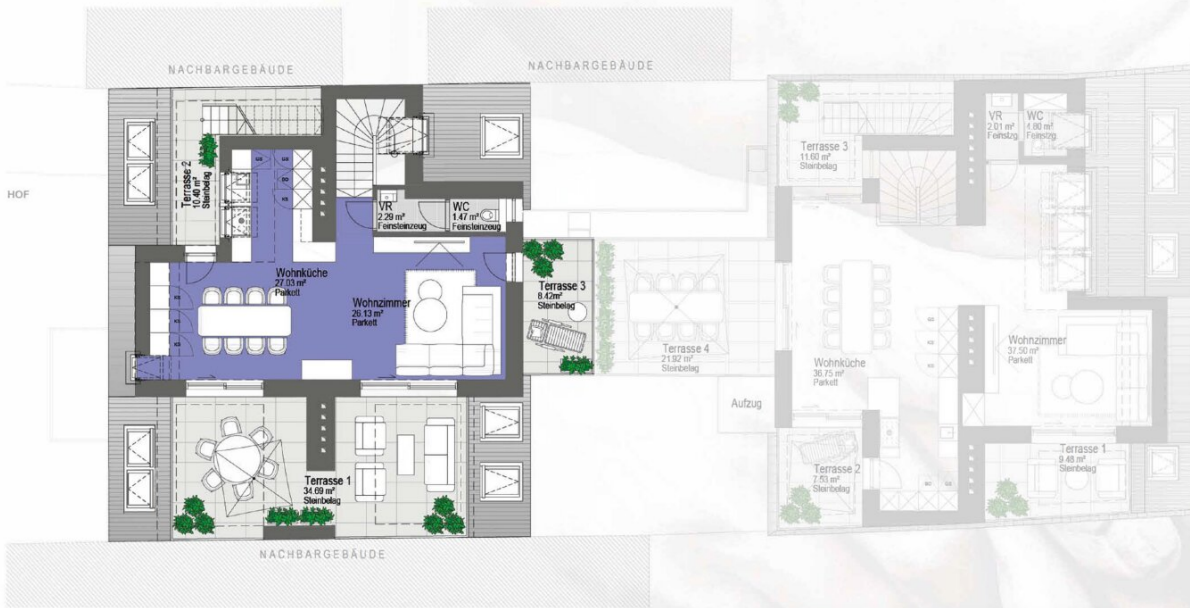 NACHBARGEBÄUDE
NACHBARGEBÄUDE
HOF
Terrasse 2
10.40 m²
Steinbelag
VR
2.29 m²
Feinsteinzeug
WC
1.47 m²
Feinsteinzeug
Wohnküche
27.03 m²
Parkett
Wohnzimmer
26.13 m²
Parkett
Terrasse 3
8.42m²
Steinbelag
Terrasse 1
34.69 m²
Steinbelag
NACHBARGEBÄUDE
Terrasse 4
21.92 m²
Steinbelag
Aufzug
Terrasse 3
11.60 m²
Steinbelag
VR
2.01 m²
Feinstzg.
WC
4.80 m²
Feinstzg.
Wohnküche
36.75 m²
Parkett
Wohnzimmer
37.50 m²
Parkett
Terrasse 2
7.53 m²
Steinbelag
Terrasse 1
9.48 m²
Steinbelag